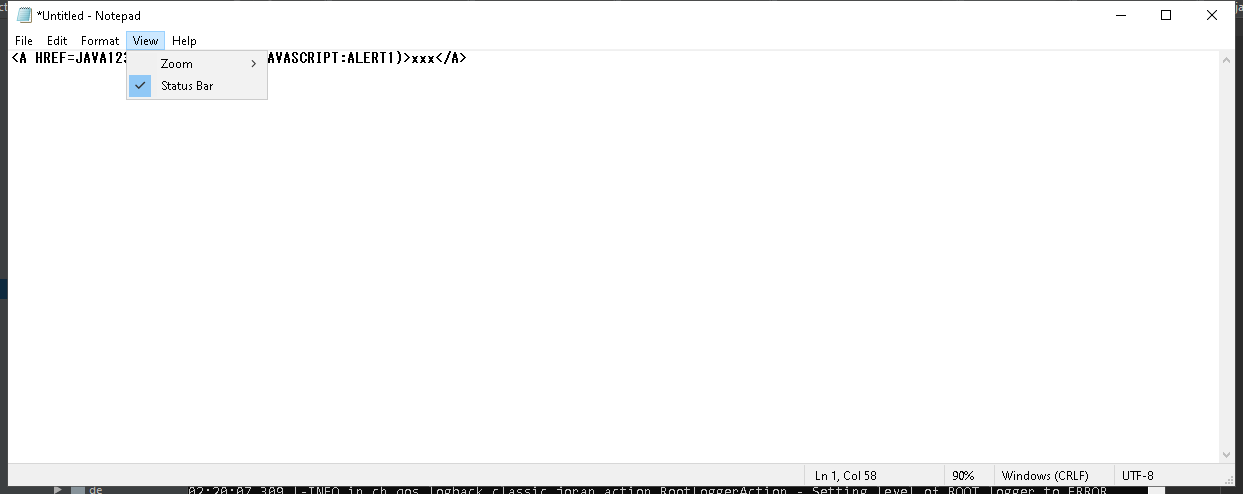 *Untitled - Notepad
File Edit Format View Help
<A HREF=JAVA123 AVASCRIPT:ALERT1)>xxx</A>
Zoom
Status Bar
Ln 1, Col 58 90% Windows (CRLF) UTF-8
de 02:20:07,309 |-INFO in ch.qos.logback.classic.joran.action.RootLoggerAction - Setting level of ROOT logger to ERROR